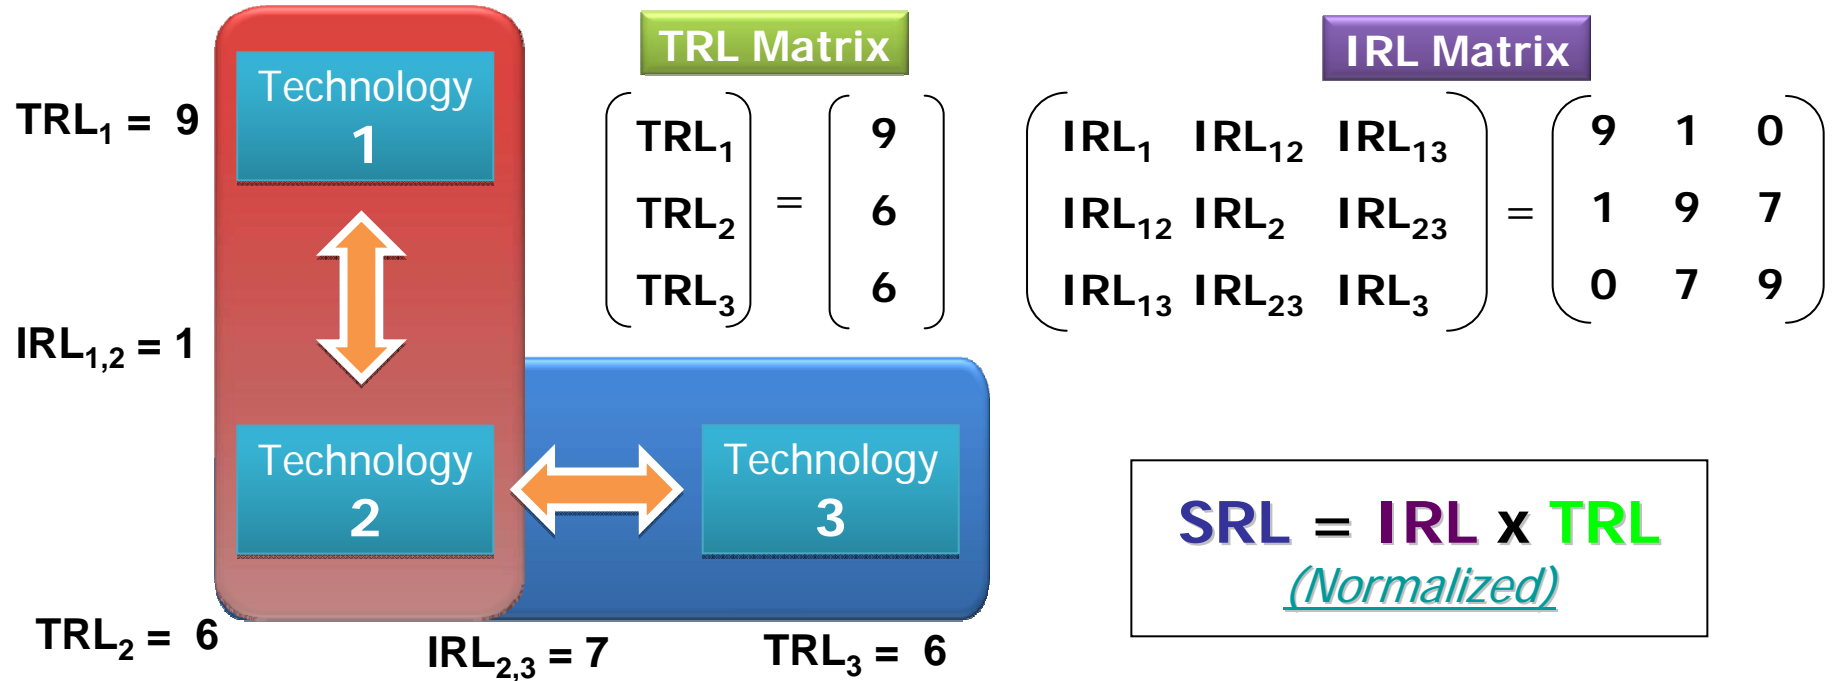 TRL Matrix
IRL Matrix
Technology
1
TRL₁ = 9
TRL₁
TRL₂
TRL₃
=
9
6
6
IRL₁ IRL₁₂ IRL₁₃
IRL₁₂ IRL₂ IRL₂₃
IRL₁₃ IRL₂₃ IRL₃
=
9 1 0
1 9 7
0 7 9
IRL₁,₂ = 1
Technology
2
Technology
3
SRL = IRL x TRL
(Normalized)
TRL₂ = 6
IRL₂,₃ = 7
TRL₃ = 6